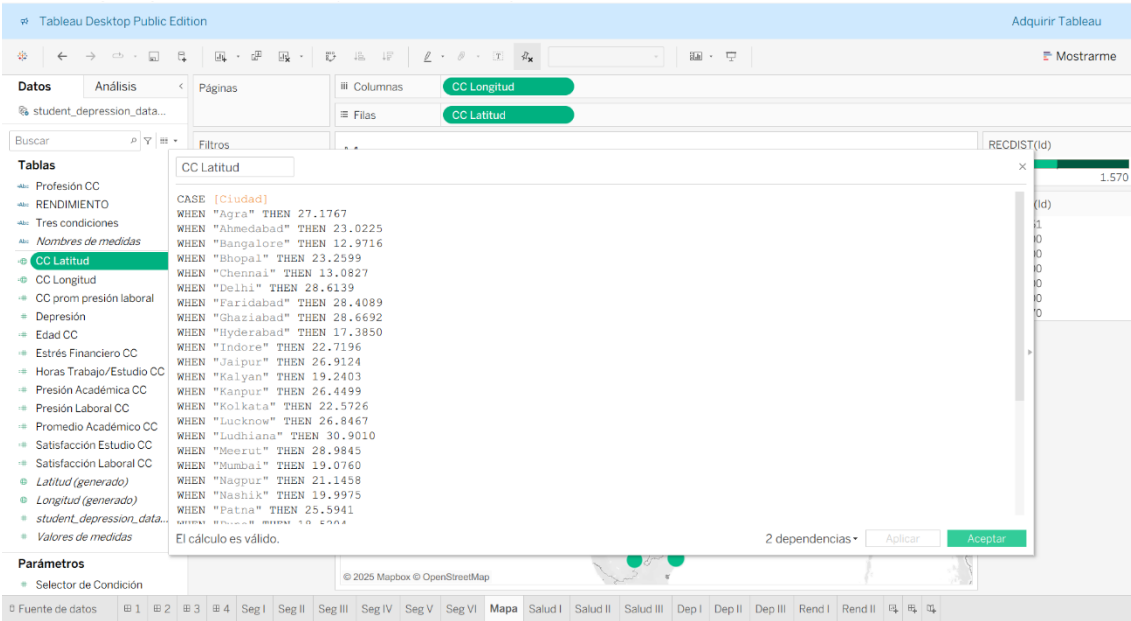 Tableau Desktop Public Edition
Adquirir Tableau
Mostrarme
Datos
Análisis
Páginas
Columnas
CC Longitud
student_depression_data...
Filas
CC Latitud
Buscar
Filtros
RECDIST(Id)
1.570
Tablas
Abc Profesión CC
Abc RENDIMIENTO
Abc Tres condiciones
Abc Nombres de medidas
CC Latitud
CC Longitud
CC prom presión laboral
Depresión
Edad CC
Estrés Financiero CC
Horas Trabajo/Estudio CC
Presión Académica CC
Presión Laboral CC
Promedio Académico CC
Satisfacción Estudio CC
Satisfacción Laboral CC
Latitud (generado)
Longitud (generado)
student_depression_data...
Valores de medidas
Parámetros
Selector de Condición
CC Latitud
CASE [Ciudad]
WHEN "Agra" THEN 27.1767
WHEN "Ahmedabad" THEN 23.0225
WHEN "Bangalore" THEN 12.9716
WHEN "Bhopal" THEN 23.2599
WHEN "Chennai" THEN 13.0827
WHEN "Delhi" THEN 28.6139
WHEN "Faridabad" THEN 28.4089
WHEN "Ghaziabad" THEN 28.6692
WHEN "Hyderabad" THEN 17.3850
WHEN "Indore" THEN 22.7196
WHEN "Jaipur" THEN 26.9124
WHEN "Kalyan" THEN 19.2403
WHEN "Kanpur" THEN 26.4499
WHEN "Kolkata" THEN 22.5726
WHEN "Lucknow" THEN 26.8467
WHEN "Ludhiana" THEN 30.9010
WHEN "Meerut" THEN 28.9845
WHEN "Mumbai" THEN 19.0760
WHEN "Nagpur" THEN 21.1458
WHEN "Nashik" THEN 19.9975
WHEN "Patna" THEN 25.5941
El cálculo es válido.
2 dependencias
Aplicar
Aceptar
© 2025 Mapbox © OpenStreetMap
Fuente de datos 1 2 3 4 Seg I Seg II Seg III Seg IV Seg V Seg VI Mapa Salud I Salud II Salud III Dep I Dep II Dep III Rend I Rend II